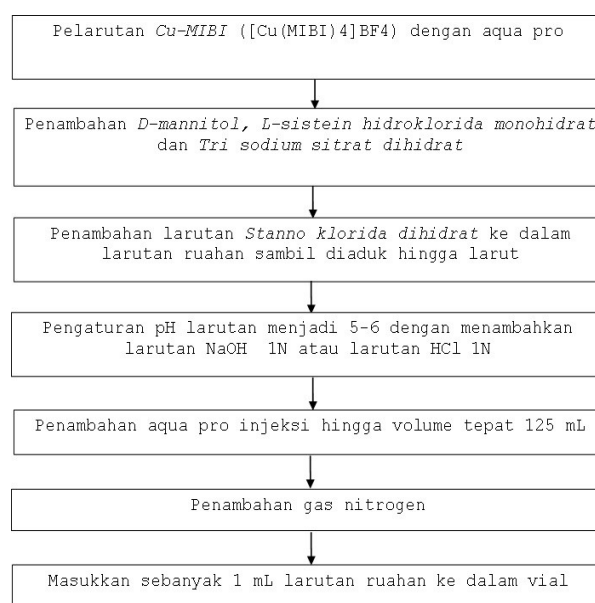 Pelarutan Cu-MIBI ([Cu(MIBI)4]BF4) dengan aqua pro
Penambahan D-mannitol, L-sistein hidroklorida monohidrat
dan Tri sodium sitrat dihidrat
Penambahan larutan Stanno klorida dihidrat ke dalam
larutan ruahan sambil diaduk hingga larut
Pengaturan pH larutan menjadi 5-6 dengan menambahkan
larutan NaOH 1N atau larutan HCl 1N
Penambahan aqua pro injeksi hingga volume tepat 125 mL
Penambahan gas nitrogen
Masukkan sebanyak 1 mL larutan ruahan ke dalam vial